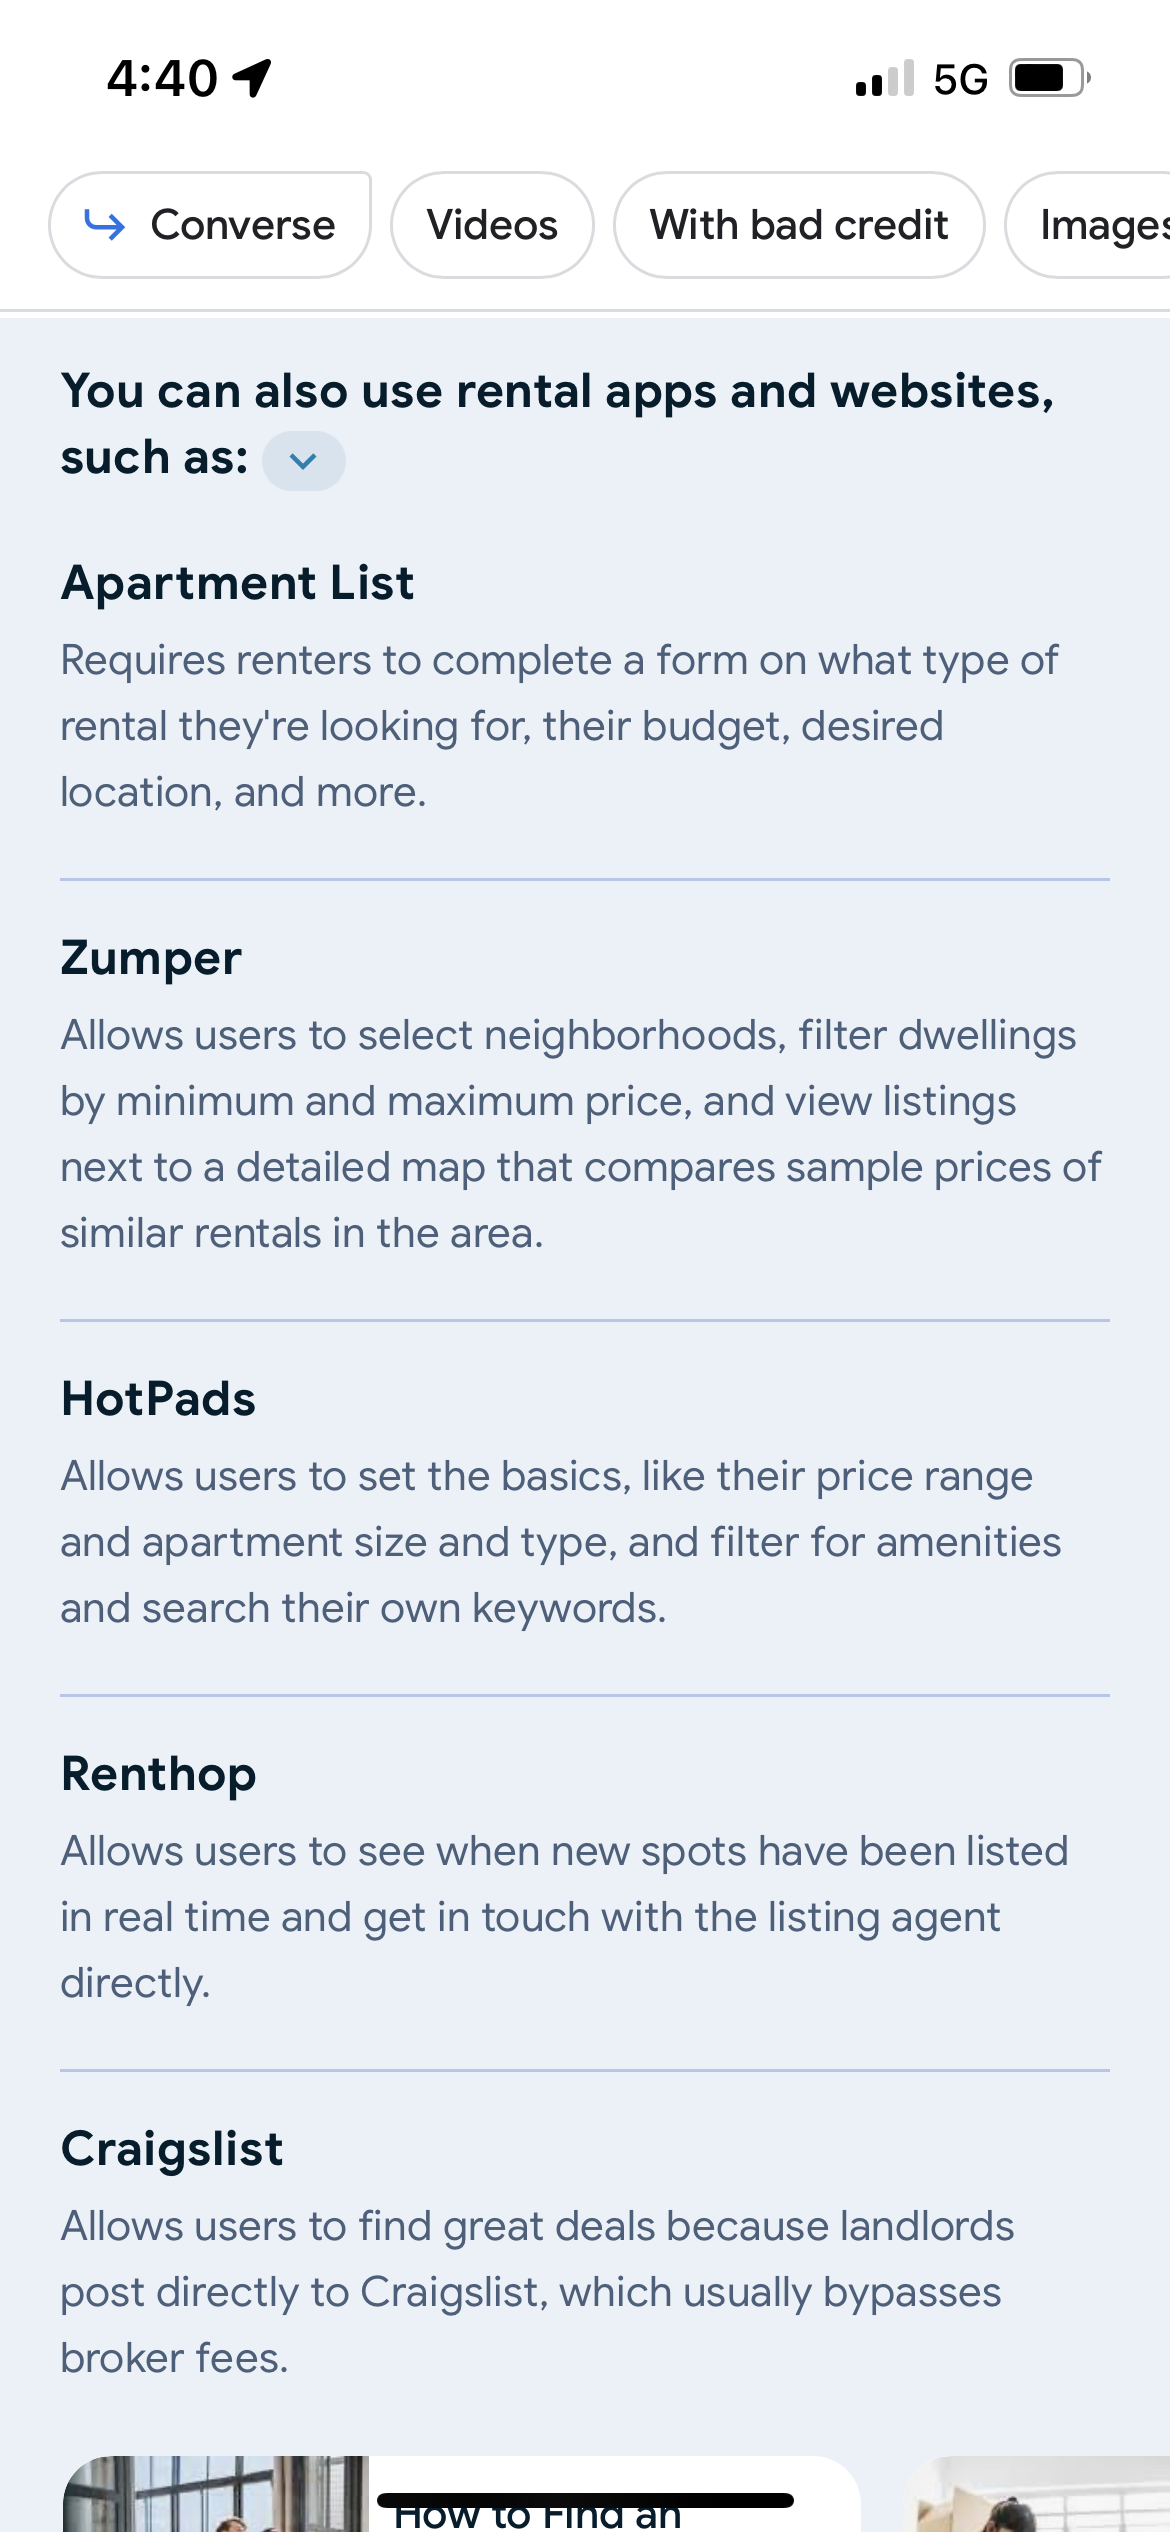 4:40 5G
Converse Videos With bad credit Images
You can also use rental apps and websites,
such as:
Apartment List
Requires renters to complete a form on what type of
rental they're looking for, their budget, desired
location, and more.
Zumper
Allows users to select neighborhoods, filter dwellings
by minimum and maximum price, and view listings
next to a detailed map that compares sample prices of
similar rentals in the area.
HotPads
Allows users to set the basics, like their price range
and apartment size and type, and filter for amenities
and search their own keywords.
Renthop
Allows users to see when new spots have been listed
in real time and get in touch with the listing agent
directly.
Craigslist
Allows users to find great deals because landlords
post directly to Craigslist, which usually bypasses
broker fees.
How to Find an